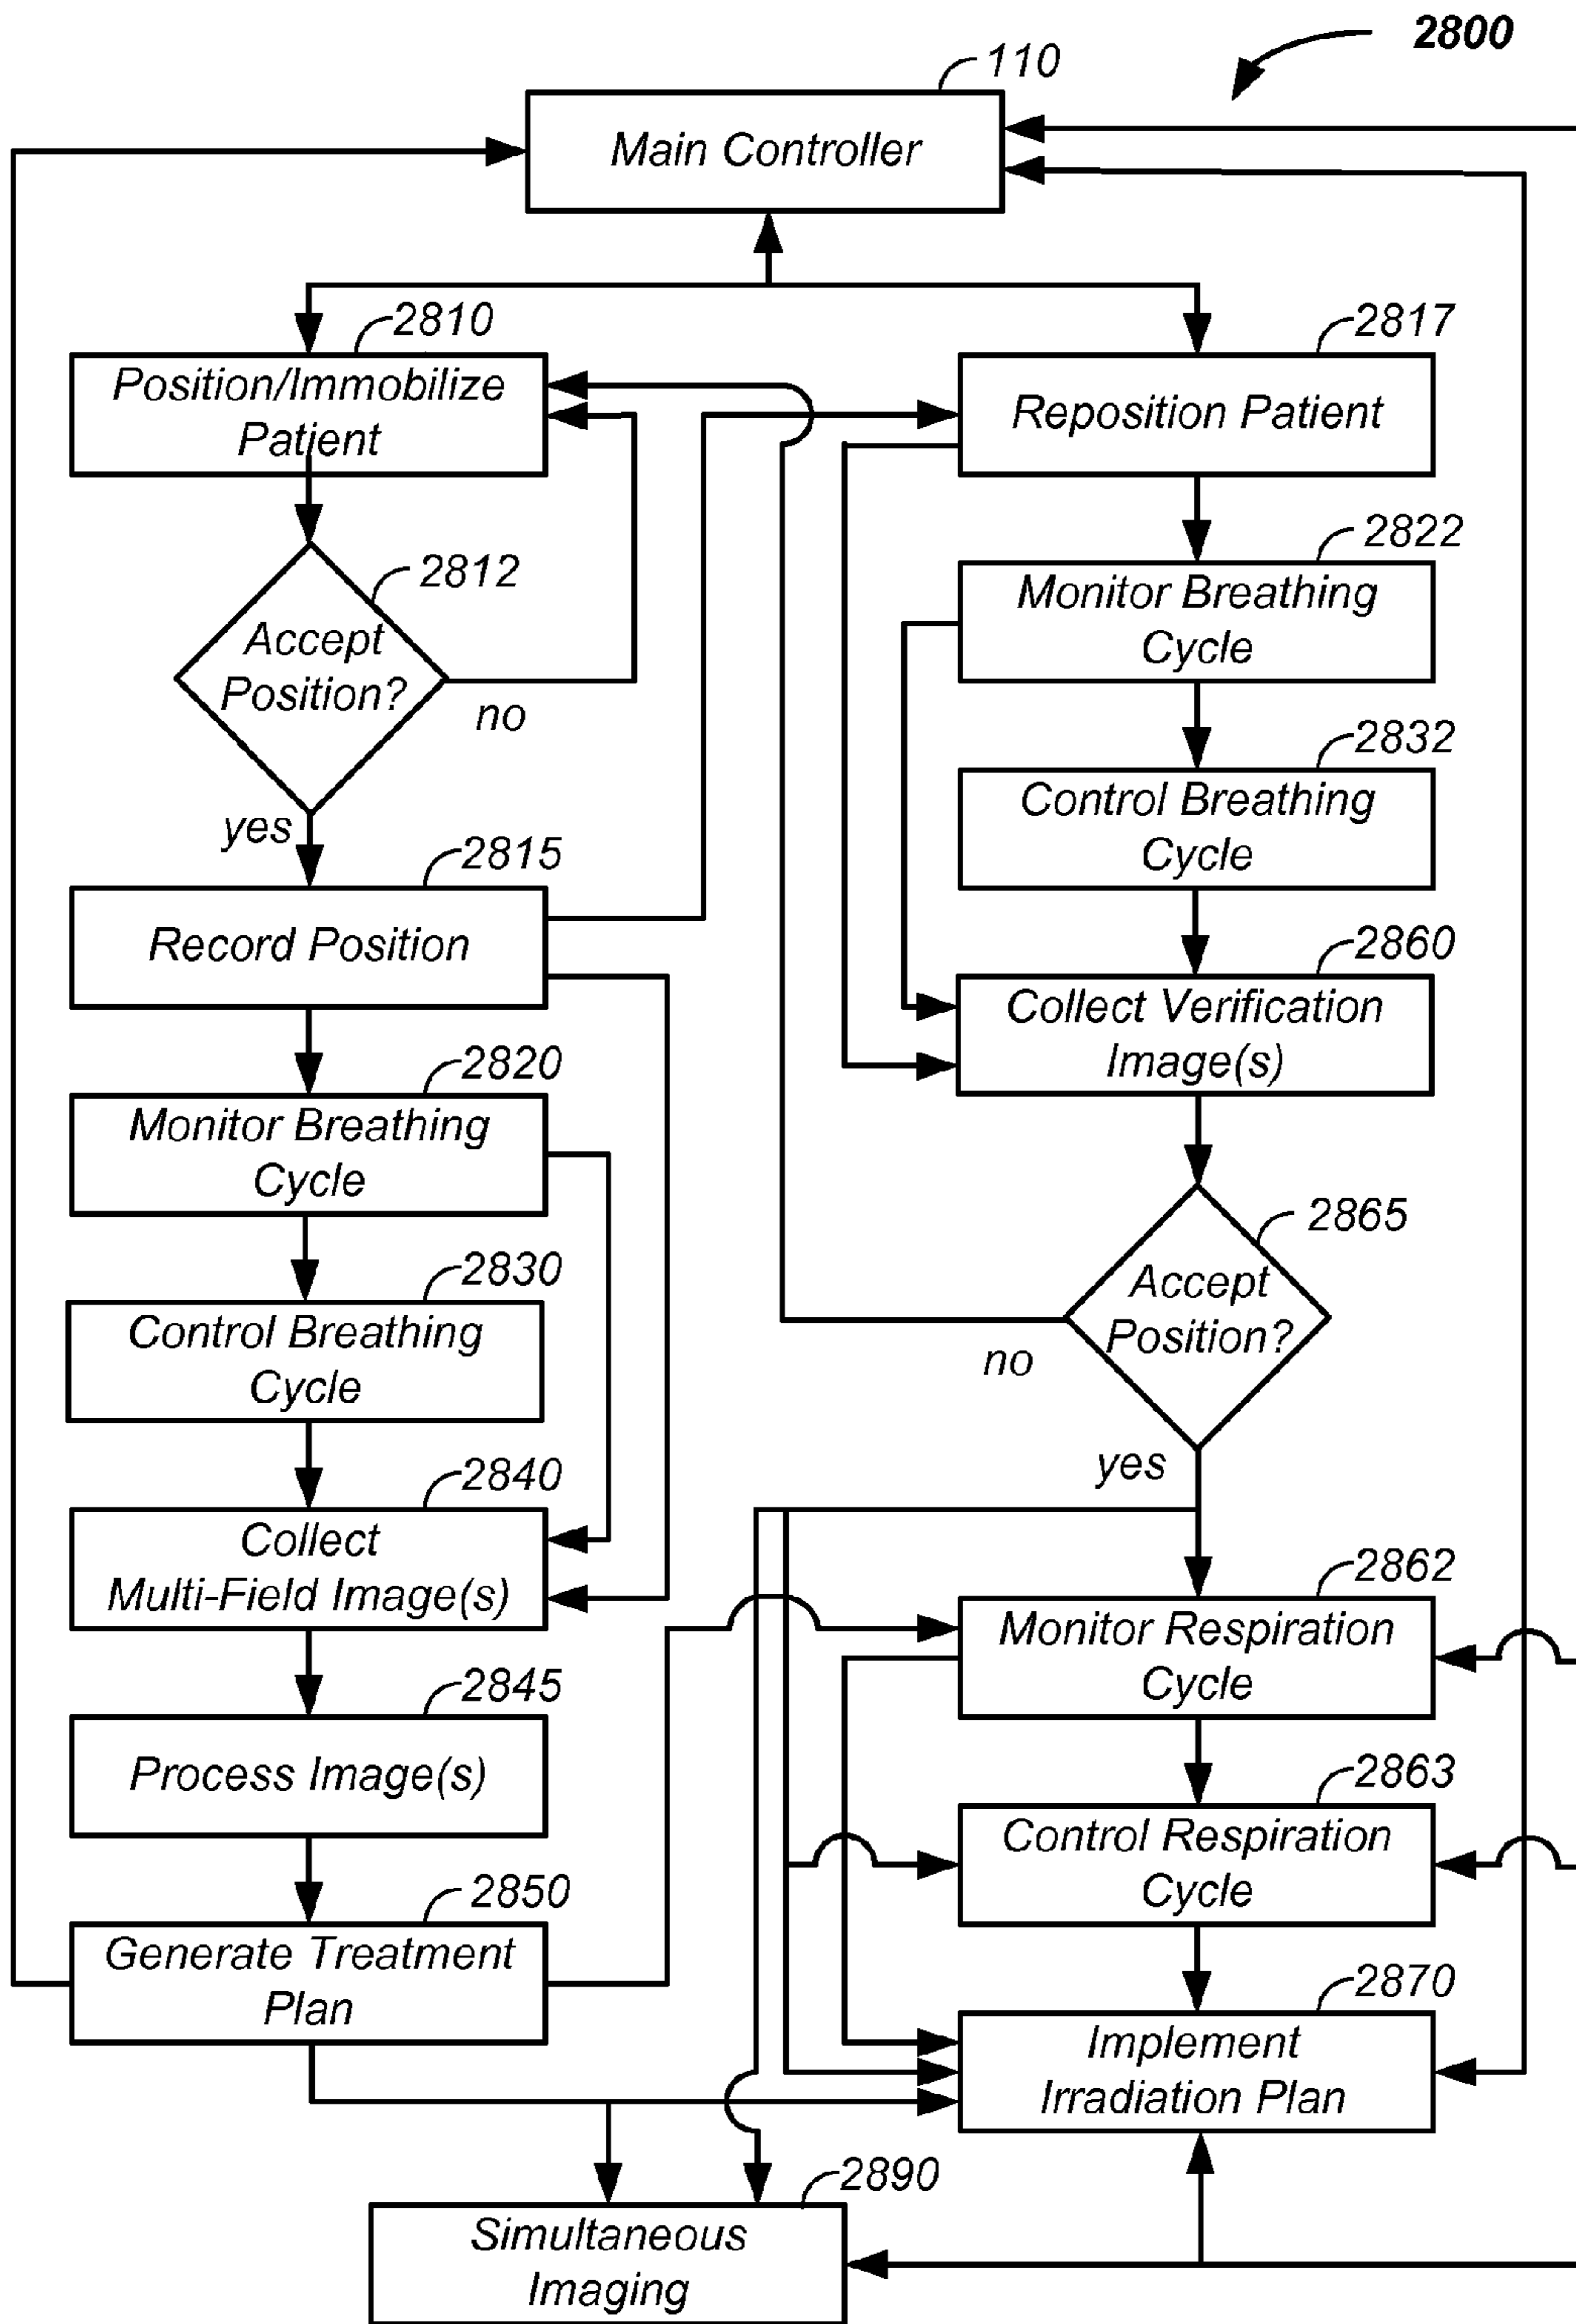 2800
110
Main Controller
2810
Position/Immobilize
Patient
2812
Accept
Position?
no
yes
2815
Record Position
2820
Monitor Breathing
Cycle
2830
Control Breathing
Cycle
2840
Collect
Multi-Field Image(s)
2845
Process Image(s)
2850
Generate Treatment
Plan
2817
Reposition Patient
2822
Monitor Breathing
Cycle
2832
Control Breathing
Cycle
2860
Collect Verification
Image(s)
2865
Accept
Position?
no
yes
2862
Monitor Respiration
Cycle
2863
Control Respiration
Cycle
2870
Implement
Irradiation Plan
2890
Simultaneous
Imaging